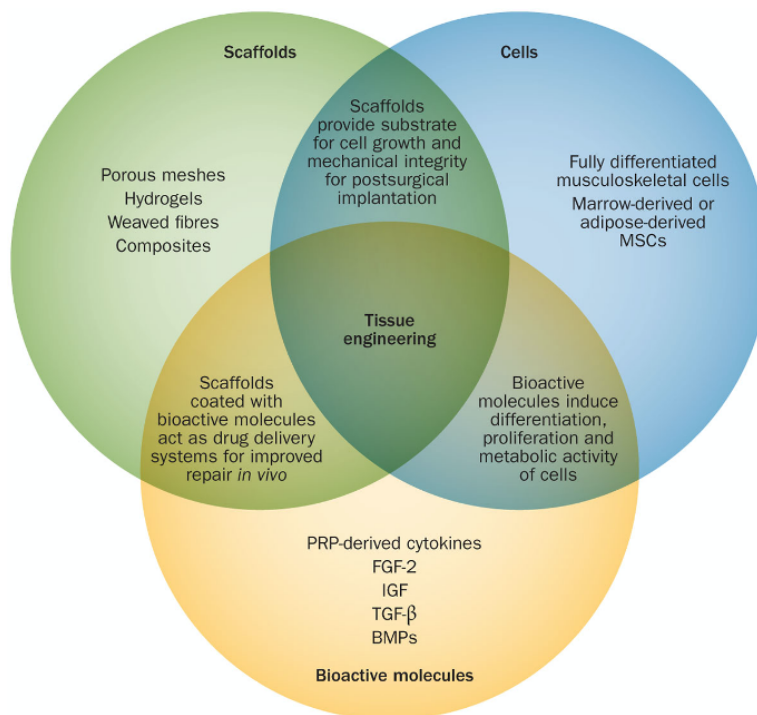 Scaffolds
Cells
Scaffolds
provide substrate
for cell growth and
mechanical integrity
for postsurgical
implantation
Porous meshes
Hydrogels
Weaved fibres
Composites
Fully differentiated
musculoskeletal cells
Marrow-derived or
adipose-derived
MSCs
Tissue
engineering
Scaffolds
coated with
bioactive molecules
act as drug delivery
systems for improved
repair in vivo
Bioactive
molecules induce
differentiation,
proliferation and
metabolic activity
of cells
PRP-derived cytokines
FGF-2
IGF
TGF-β
BMPs
Bioactive molecules